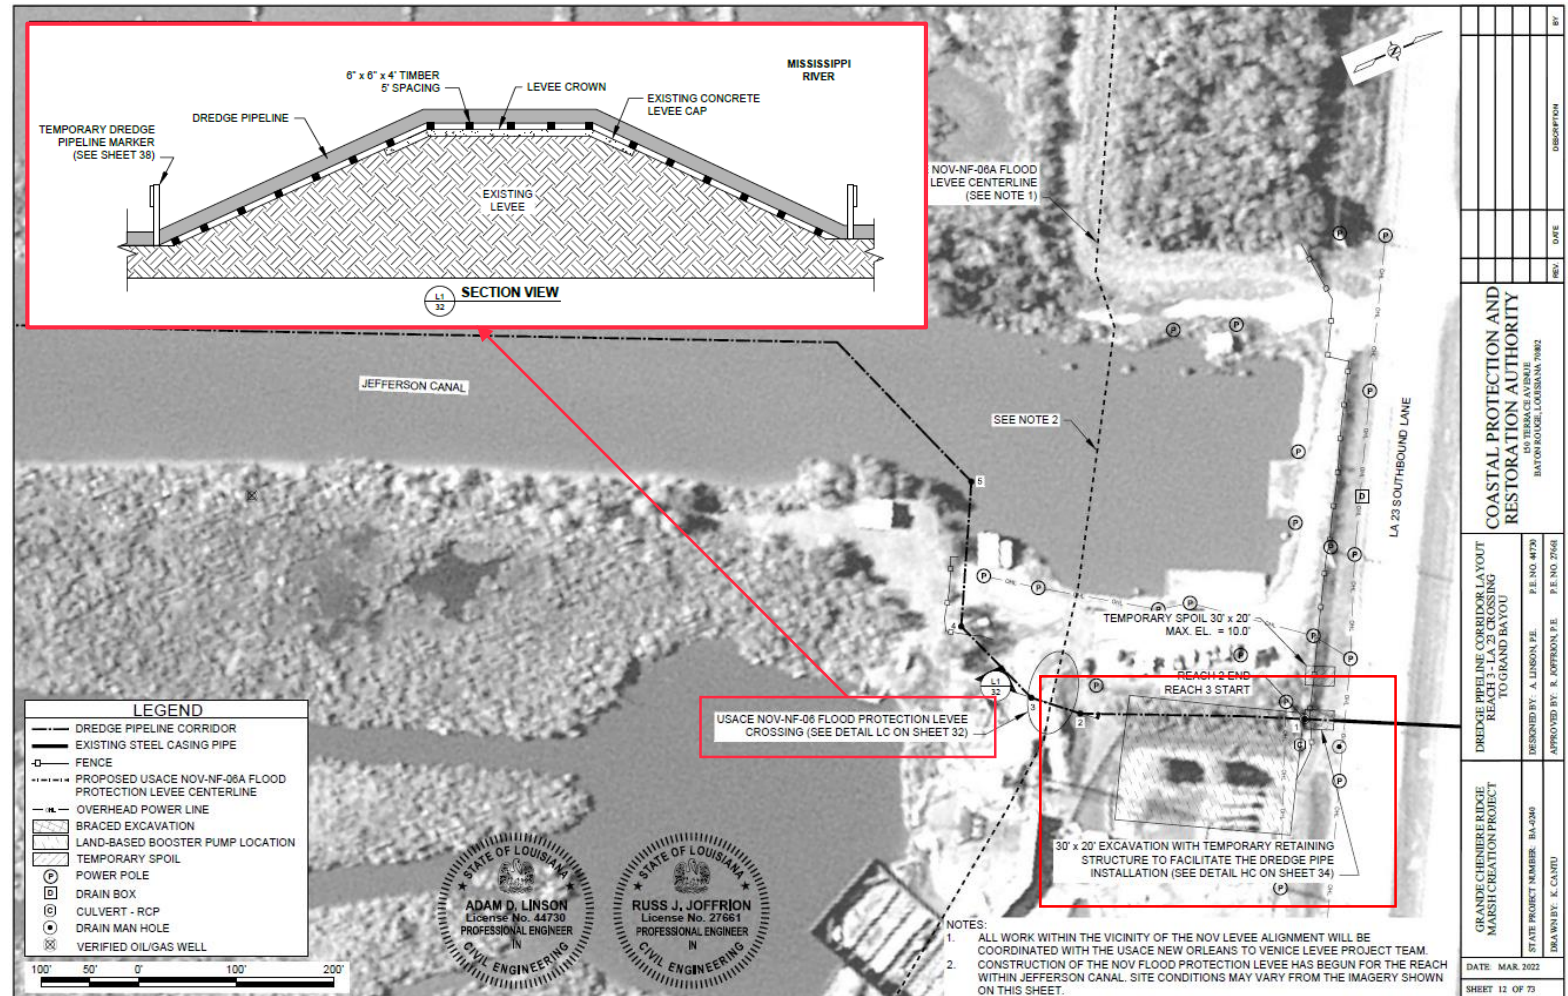 6" x 6" x 4' TIMBER
5' SPACING
LEVEE CROWN
MISSISSIPPI
RIVER
EXISTING CONCRETE
LEVEE CAP
DREDGE PIPELINE
TEMPORARY DREDGE
PIPELINE MARKER
(SEE SHEET 38)
EXISTING
LEVEE
L1
32
SECTION VIEW
NOV-NF-06A FLOOD
LEVEE CENTERLINE
(SEE NOTE 1)
JEFFERSON CANAL
SEE NOTE 2
LA 23 SOUTHBOUND LANE
5
4
3
2
1
L1
32
TEMPORARY SPOIL 30' x 20'
MAX. EL. = 10.0'
REACH 2 END
REACH 3 START
USACE NOV-NF-06 FLOOD PROTECTION LEVEE
CROSSING (SEE DETAIL LC ON SHEET 32)
30' x 20' EXCAVATION WITH TEMPORARY RETAINING
STRUCTURE TO FACILITATE THE DREDGE PIPE
INSTALLATION (SEE DETAIL HC ON SHEET 34)
LEGEND
DREDGE PIPELINE CORRIDOR
EXISTING STEEL CASING PIPE
FENCE
PROPOSED USACE NOV-NF-06A FLOOD
PROTECTION LEVEE CENTERLINE
OHL OVERHEAD POWER LINE
BRACED EXCAVATION
LAND-BASED BOOSTER PUMP LOCATION
TEMPORARY SPOIL
P POWER POLE
D DRAIN BOX
C CULVERT - RCP
DRAIN MAN HOLE
VERIFIED OIL/GAS WELL
100' 50' 0' 100' 200'
STATE OF LOUISIANA
ADAM D. LINSON
License No. 44730
PROFESSIONAL ENGINEER
IN
CIVIL ENGINEERING
STATE OF LOUISIANA
RUSS J. JOFFRION
License No. 27661
PROFESSIONAL ENGINEER
IN
CIVIL ENGINEERING
NOTES:
1. ALL WORK WITHIN THE VICINITY OF THE NOV LEVEE ALIGNMENT WILL BE
COORDINATED WITH THE USACE NEW ORLEANS TO VENICE LEVEE PROJECT TEAM.
2. CONSTRUCTION OF THE NOV FLOOD PROTECTION LEVEE HAS BEGUN FOR THE REACH
WITHIN JEFFERSON CANAL. SITE CONDITIONS MAY VARY FROM THE IMAGERY SHOWN
ON THIS SHEET.
REV. DATE DESCRIPTION BY
COASTAL PROTECTION AND
RESTORATION AUTHORITY
150 TERRACE AVENUE
BATON ROUGE, LOUISIANA 70802
DREDGE PIPELINE CORRIDOR LAYOUT
REACH 3 - LA 23 CROSSING
TO GRAND BAYOU
DESIGNED BY: A. LINSON, P.E. P.E. NO. 44730
APPROVED BY: R. JOFFRION, P.E. P.E. NO. 27661
GRANDE CHENIERE RIDGE
MARSH CREATION PROJECT
STATE PROJECT NUMBER: BA-0240
DRAWN BY: K. CANTU
DATE: MAR. 2022
SHEET 12 OF 73